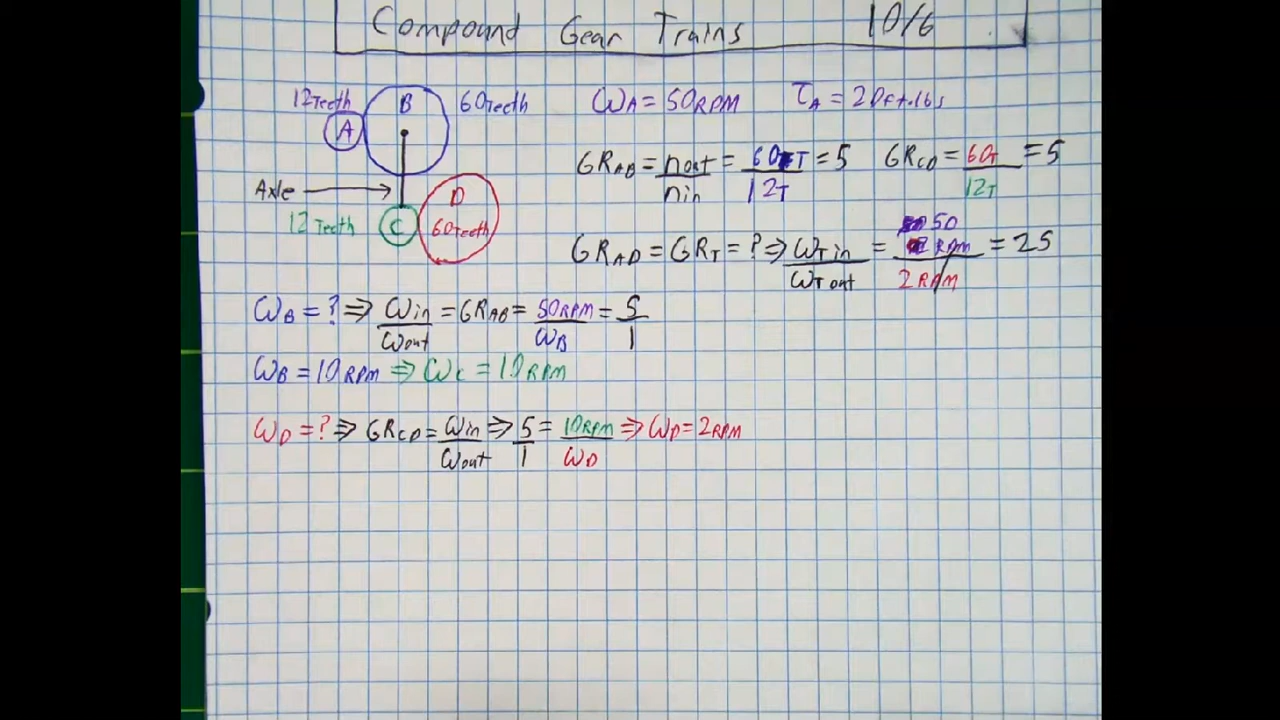 Compound Gear Trains 10/6
12 Teeth B 60 Teeth
A
Axle
D
12 Teeth C 60 Teeth
ωA = 50 RPM τA = 20 ft·lbs
GRAB = nout/nin = 60T/12T = 5 GRCD = 60T/12T = 5
GRAD = GRT = ? ⇒ ωT in/ωT out = 50 RPM/2 RPM = 25
ωB = ? ⇒ ωin/ωout = GRAB = 50 RPM/ωB = 5/1
ωB = 10 RPM ⇒ ωC = 10 RPM
ωD = ? ⇒ GRCD = ωin/ωout ⇒ 5/1 = 10 RPM/ωD ⇒ ωD = 2 RPM